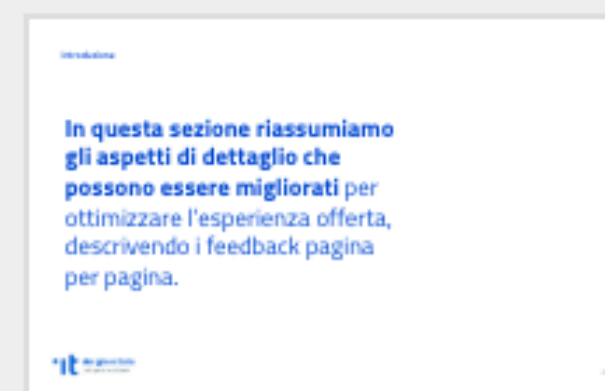 introduzione
In questa sezione riassumiamo
gli aspetti di dettaglio che
possono essere migliorati per
ottimizzare l'esperienza offerta,
descrivendo i feedback pagina
per pagina.
it